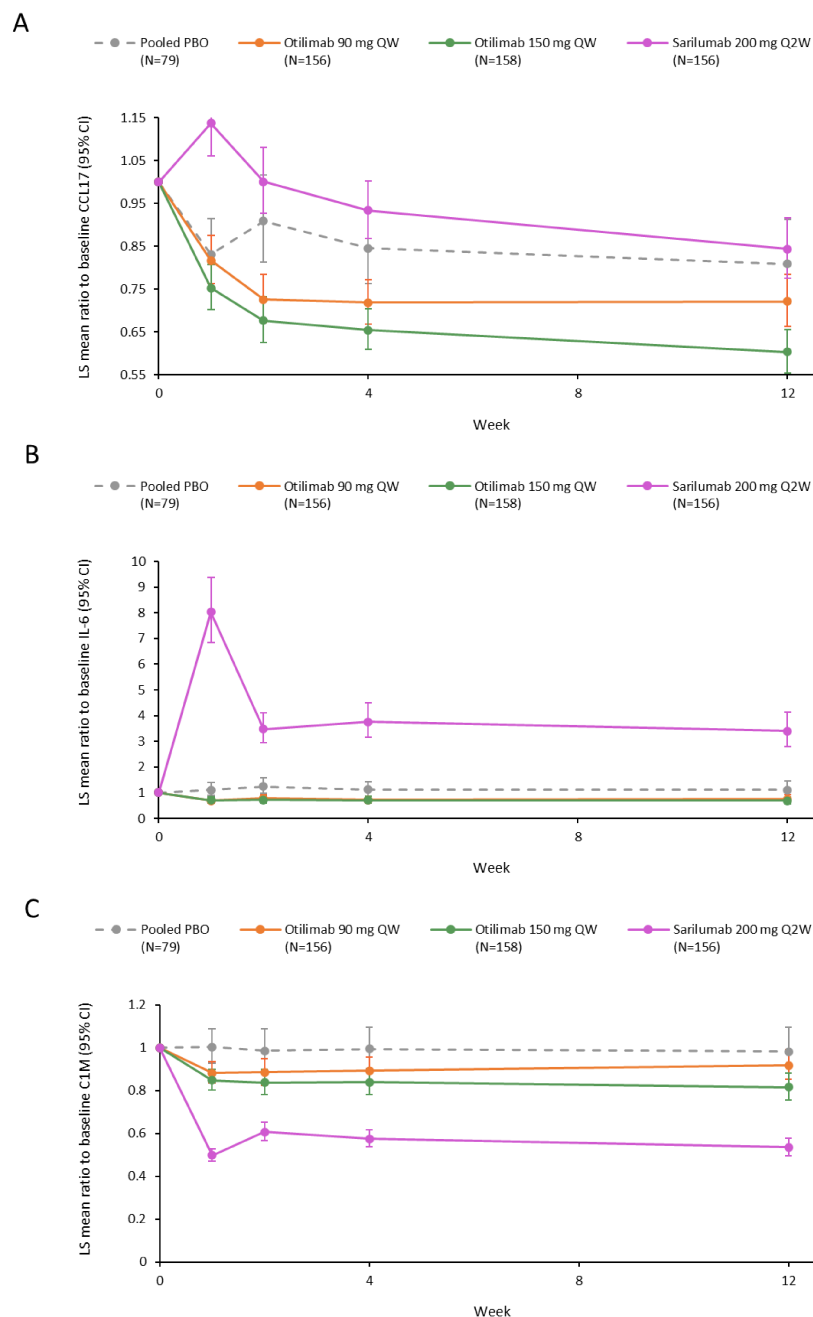 A
Pooled PBO
(N=79)
Otilimab 90 mg QW
(N=156)
Otilimab 150 mg QW
(N=158)
Sarilumab 200 mg Q2W
(N=156)
LS mean ratio to baseline CCL17 (95% CI)
1.15
1.05
0.95
0.85
0.75
0.65
0.55
0
4
8
12
Week
B
Pooled PBO
(N=79)
Otilimab 90 mg QW
(N=156)
Otilimab 150 mg QW
(N=158)
Sarilumab 200 mg Q2W
(N=156)
LS mean ratio to baseline IL-6 (95% CI)
10
9
8
7
6
5
4
3
2
1
0
0
4
8
12
Week
C
Pooled PBO
(N=79)
Otilimab 90 mg QW
(N=156)
Otilimab 150 mg QW
(N=158)
Sarilumab 200 mg Q2W
(N=156)
LS mean ratio to baseline C1M (95% CI)
1.2
1
0.8
0.6
0.4
0.2
0
0
4
8
12
Week